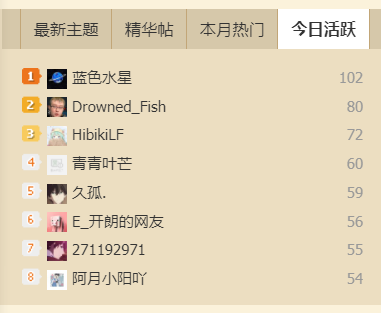 最新主题 精华帖 本月热门 今日活跃
1 蓝色水星 102
2 Drowned_Fish 80
3 HibikiLF 72
4 青青叶芒 60
5 久孤. 59
6 E_开朗的网友 56
7 271192971 55
8 阿月小阳吖 54